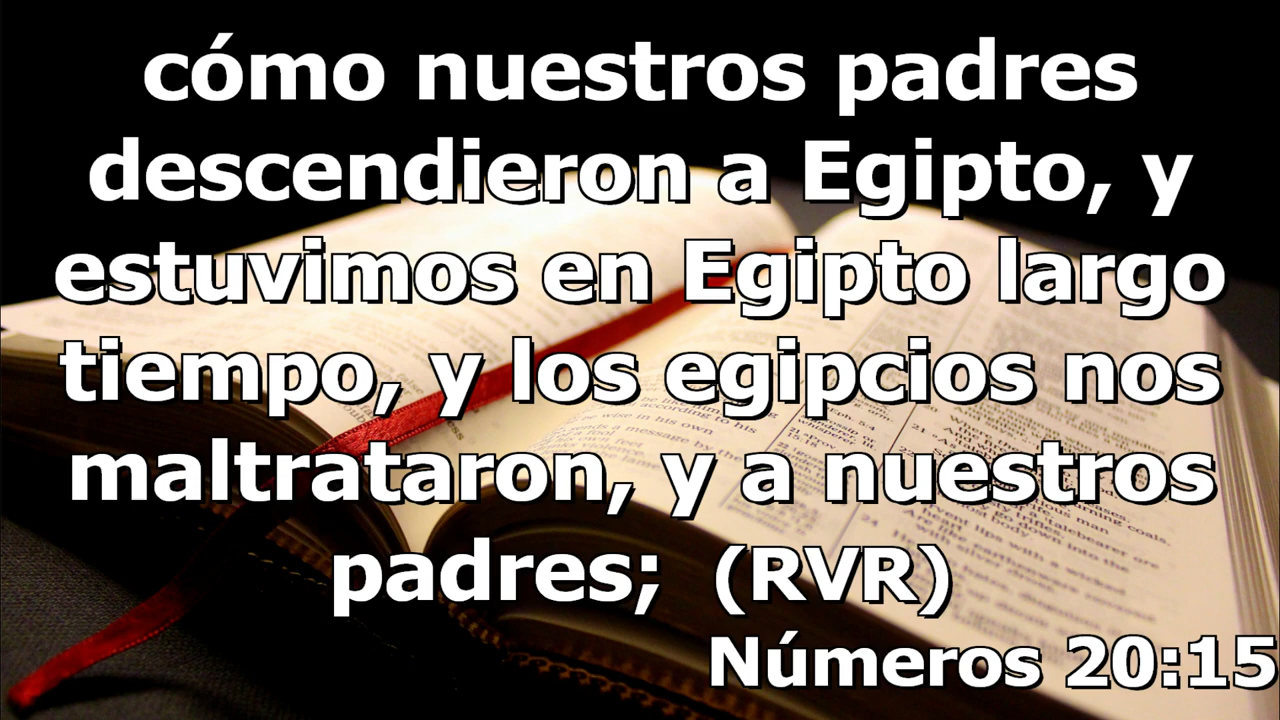 cómo nuestros padres
descendieron a Egipto, y
estuvimos en Egipto largo
tiempo, y los egipcios nos
maltrataron, y a nuestros
padres; (RVR)
Números 20:15